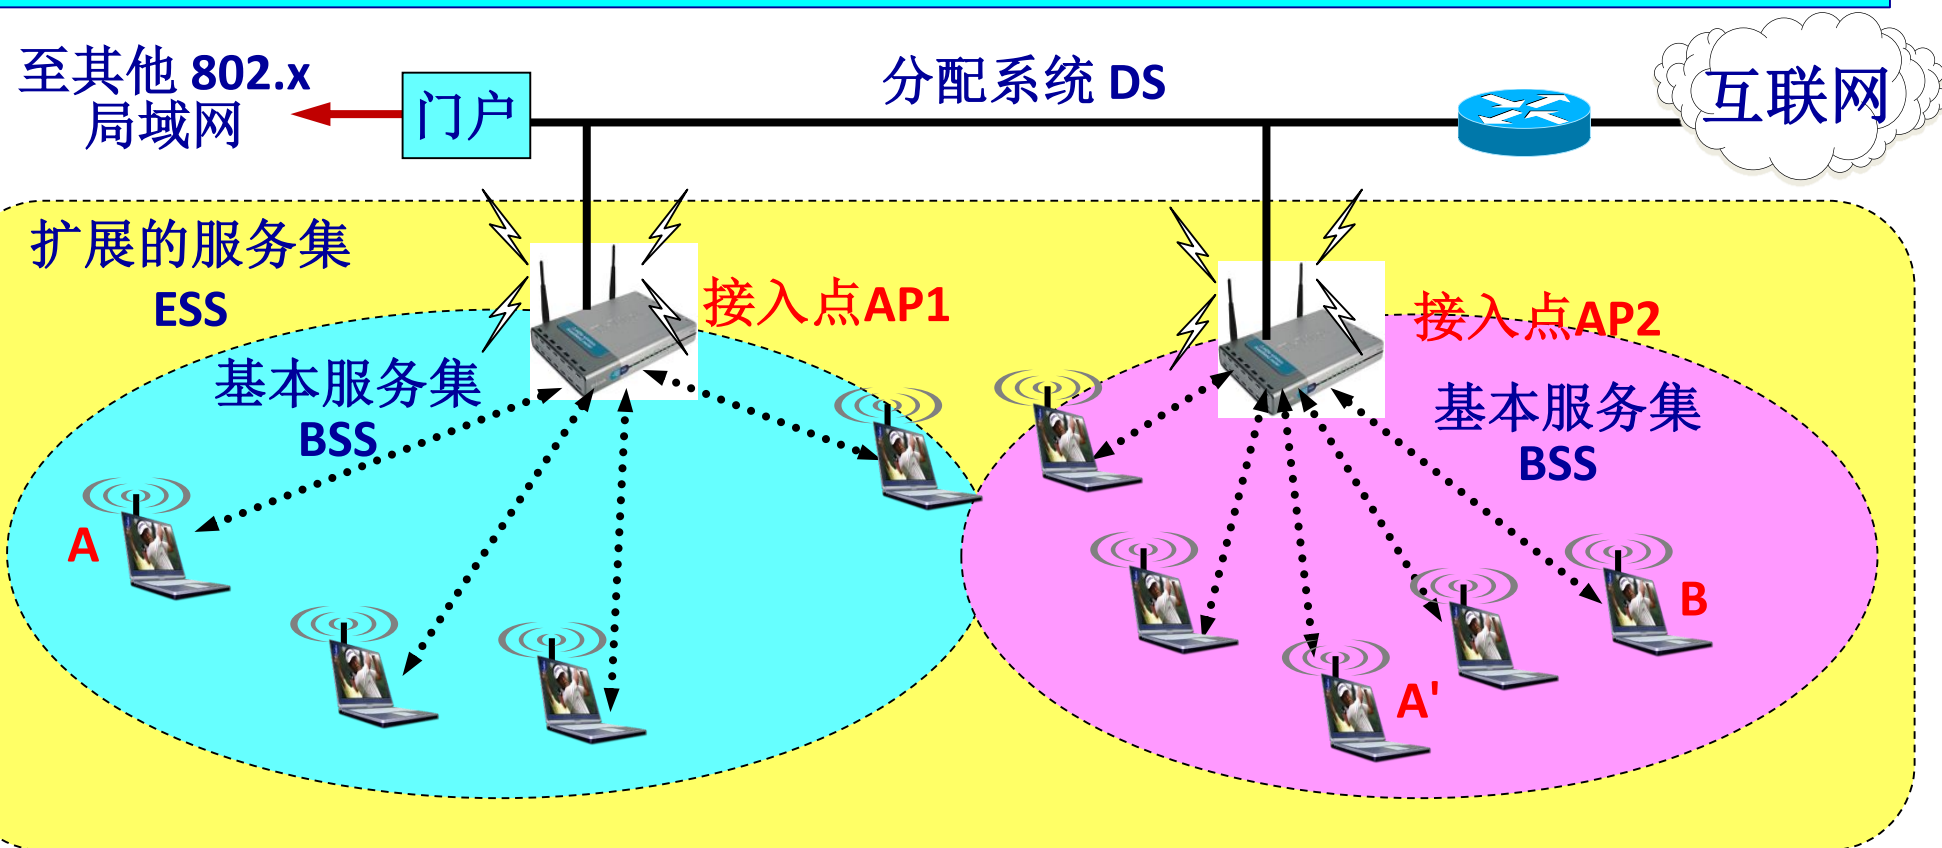 至其他 802.x
局域网
门户
分配系统 DS
互联网
扩展的服务集
ESS
接入点AP1
接入点AP2
基本服务集
BSS
基本服务集
BSS
A
B
A'